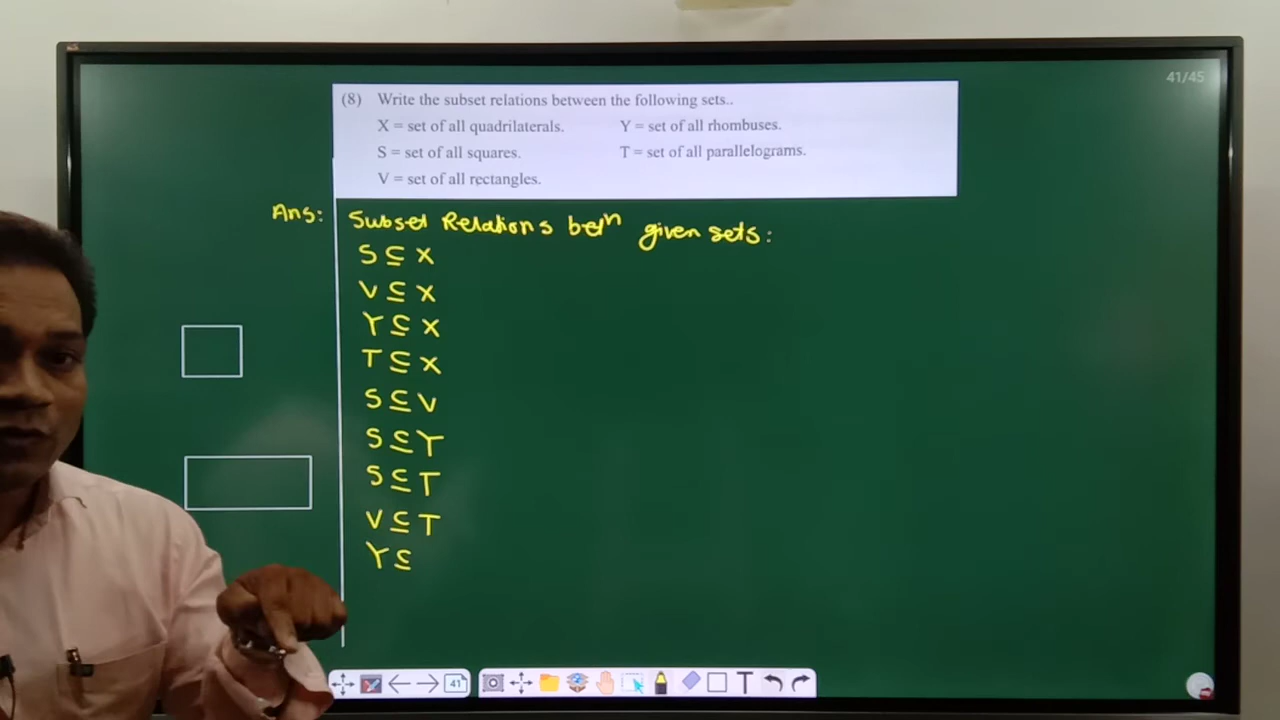 41/45
(8) Write the subset relations between the following sets..
X = set of all quadrilaterals. Y = set of all rhombuses.
S = set of all squares. T = set of all parallelograms.
V = set of all rectangles.
Ans: Subset Relations betⁿ given sets:
S ⊆ X
V ⊆ X
Y ⊆ X
T ⊆ X
S ⊆ V
S ⊆ Y
S ⊆ T
V ⊆ T
Y ⊆
41 T